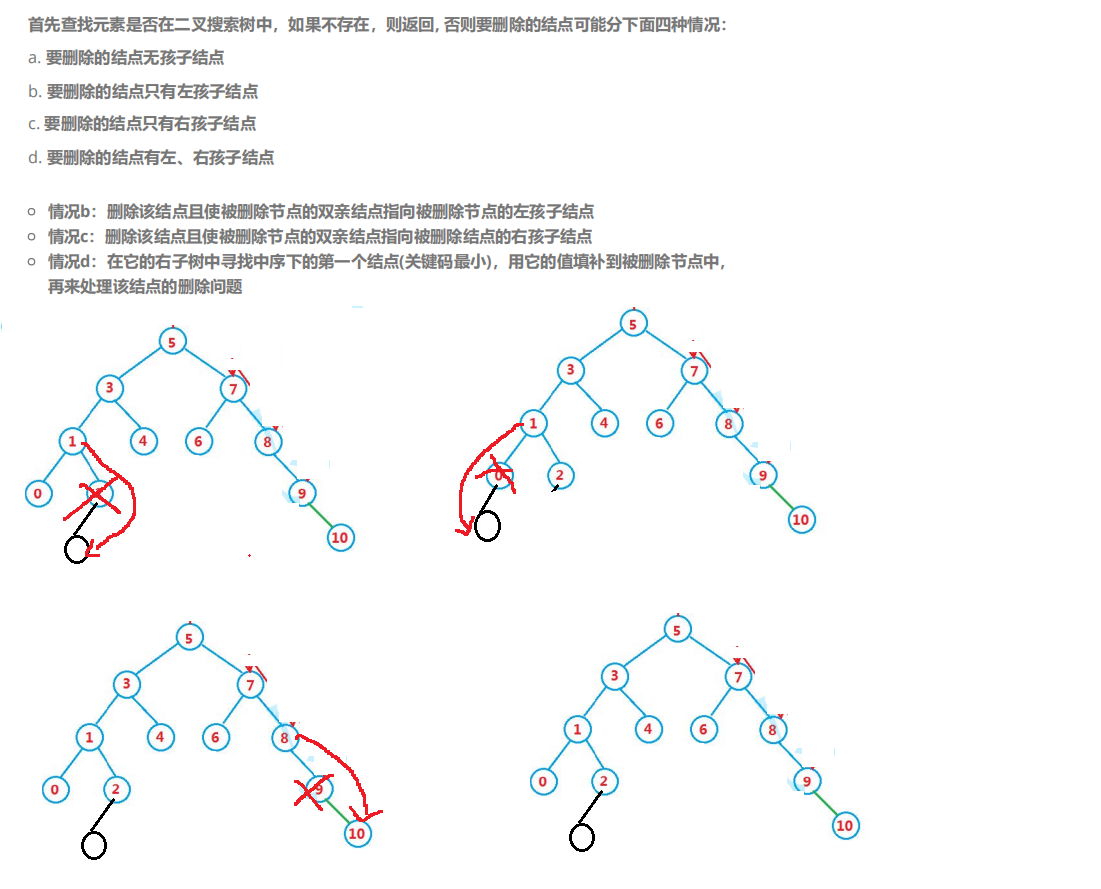 首先查找元素是否在二叉搜索树中，如果不存在，则返回, 否则要删除的结点可能分下面四种情况：
a. 要删除的结点无孩子结点
b. 要删除的结点只有左孩子结点
c. 要删除的结点只有右孩子结点
d. 要删除的结点有左、右孩子结点
情况b：删除该结点且使被删除节点的双亲结点指向被删除节点的左孩子结点
情况c：删除该结点且使被删除节点的双亲结点指向被删除结点的右孩子结点
情况d：在它的右子树中寻找中序下的第一个结点(关键码最小)，用它的值填补到被删除节点中，
再来处理该结点的删除问题
5
3 7
1 4 6 8
0 9
10
5
3 7
1 4 6 8
0 2 9
10
5
3 7
1 4 6 8
0 2 9
10
5
3 7
1 4 6 8
0 2 9
10